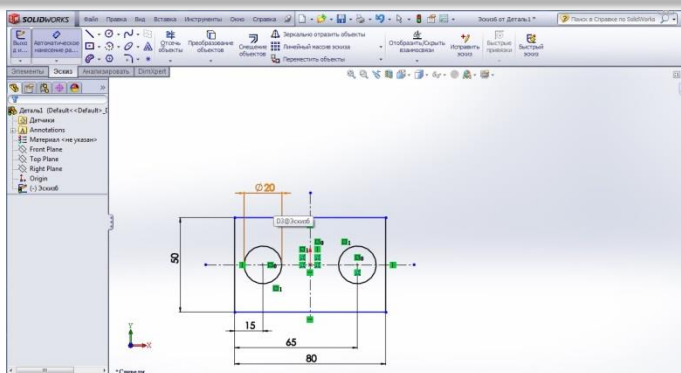 SOLIDWORKS Файл Правка Вид Вставка Инструменты Окно Справка
Эскиз6 от Деталь1 *
Поиск в Справке по SolidWorks
Автоматическое нанесение ра...
Отсечь объекты
Преобразование объектов
Смещение объектов
Зеркально отразить объекты
Линейный массив эскиза
Переместить объекты
Отобразить/Скрыть взаимосвязи
Исправить эскиз
Быстрые привязки
Быстрый эскиз
Элементы Эскиз Анализировать DimXpert
Деталь1 (Default<<Default>_D
Датчики
Annotations
Материал <не указан>
Front Plane
Top Plane
Right Plane
Origin
(-) Эскиз6
Ø20
D3@Эскиз6
50
15
65
80
Y
X